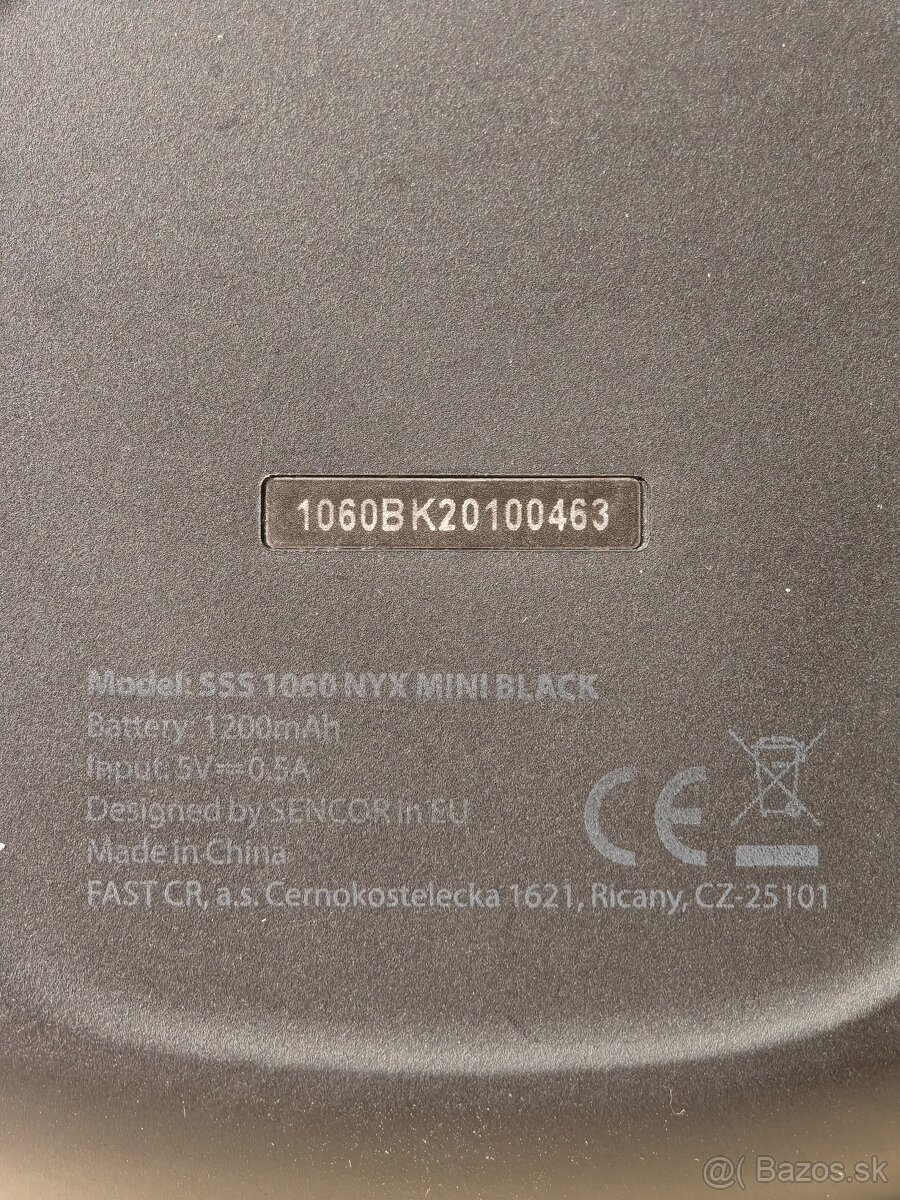 1060BK20100463
Model: SSS 1060 NYX MINI BLACK
Battery: 1200mAh
Input: 5V⎓0.5A
Designed by SENCOR in EU
Made in China
CE
FAST CR, a.s. Cernokostelecka 1621, Ricany, CZ-25101
@( Bazos.sk